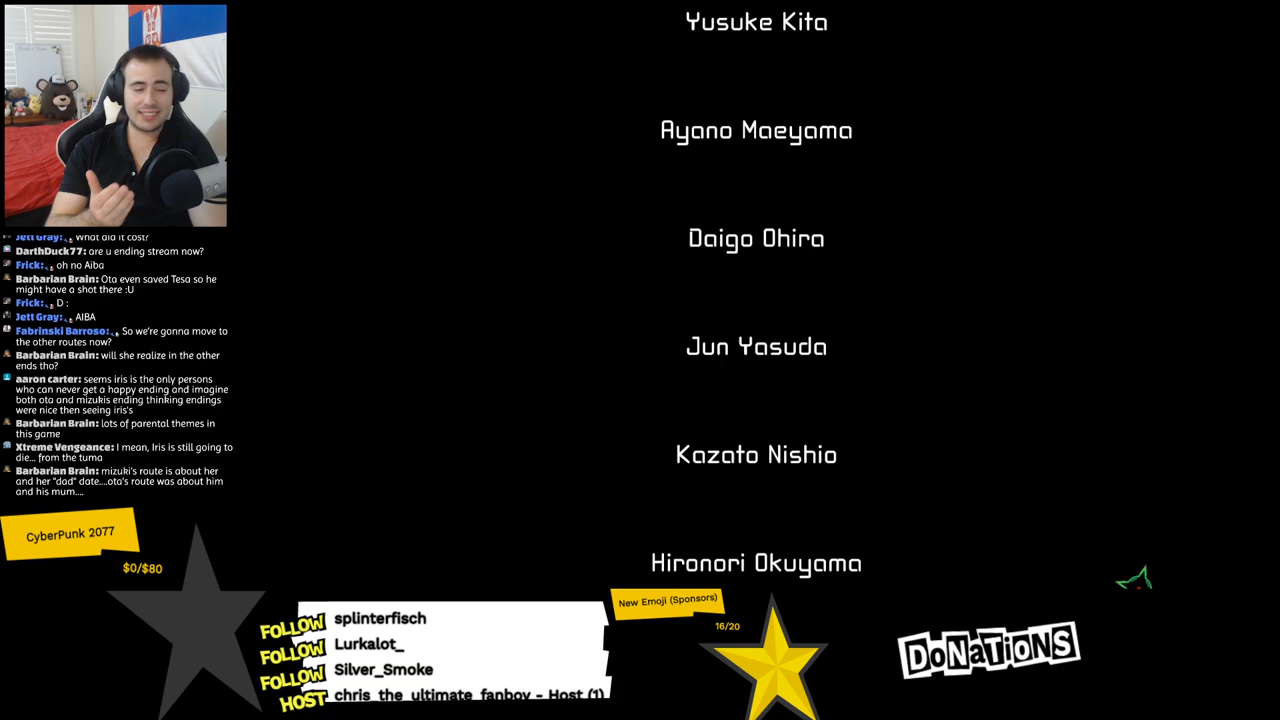 Yusuke Kita
Ayano Maeyama
Daigo Ohira
Jun Yasuda
Kazato Nishio
Hironori Okuyama
Jett Gray: What did it cost?
DarthDuck77: are u ending stream now?
Frick: oh no Aiba
Barbarian Brain: Ota even saved Tesa so he
might have a shot there :U
Frick: D :
Jett Gray: AIBA
Fabrinski Barroso: So we're gonna move to
the other routes now?
Barbarian Brain: will she realize in the other
ends tho?
aaron carter: seems iris is the only persons
who can never get a happy ending and imagine
both ota and mizukis ending thinking endings
were nice then seeing iris's
Barbarian Brain: lots of parental themes in
this game
Xtreme Vengeance: I mean, Iris is still going to
die... from the tuma
Barbarian Brain: mizuki's route is about her
and her "dad" date....ota's route was about him
and his mum....
CyberPunk 2077
$0/$80
FOLLOW splinterfisch
FOLLOW Lurkalot_
FOLLOW Silver_Smoke
HOST chris_the_ultimate_fanboy - Host (1)
New Emoji (Sponsors)
16/20
DoNaTiONS